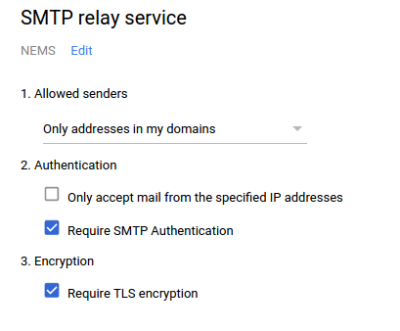 SMTP relay service
NEMS Edit
1. Allowed senders
Only addresses in my domains
2. Authentication
Only accept mail from the specified IP addresses
Require SMTP Authentication
3. Encryption
Require TLS encryption